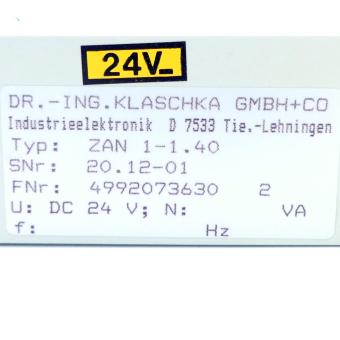 24V⎓
DR.-ING.KLASCHKA GMBH+CO
Industrieelektronik D 7533 Tie.-Lehningen
Typ: ZAN 1-1.40
SNr: 20.12-01
FNr: 4992073630 2
U: DC 24 V; N: VA
f: Hz